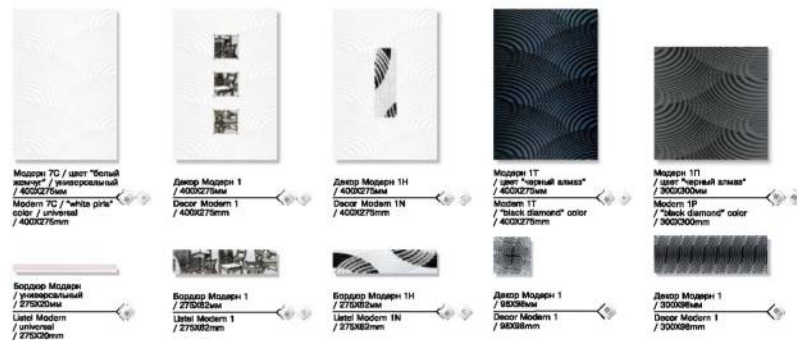 Модерн 7С / цвет "белый
жемчуг" / универсальный
/ 400X275мм
Modern 7C / "white pirls"
color / universal
/ 400X275mm
Декор Модерн 1
/ 400X275мм
Decor Modern 1
/ 400X275mm
Декор Модерн 1Н
/ 400X275мм
Decor Modern 1N
/ 400X275mm
Модерн 1Т
/ цвет "черный алмаз"
/ 400X275мм
Modern 1T
/ "black diamond" color
/ 400X275mm
Модерн 1П
/ цвет "черный алмаз"
/ 300X300мм
Modern 1P
/ "black diamond" color
/ 300X300mm
Бордюр Модерн
/ универсальный
/ 275X20мм
Listel Modern
/ universal
/ 275X20mm
Бордюр Модерн 1
/ 275X62мм
Listel Modern 1
/ 275X62mm
Бордюр Модерн 1Н
/ 275X62мм
Listel Modern 1N
/ 275X62mm
Декор Модерн 1
/ 98X98мм
Decor Modern 1
/ 98X98mm
Декор Модерн 1
/ 300X98мм
Decor Modern 1
/ 300X98mm